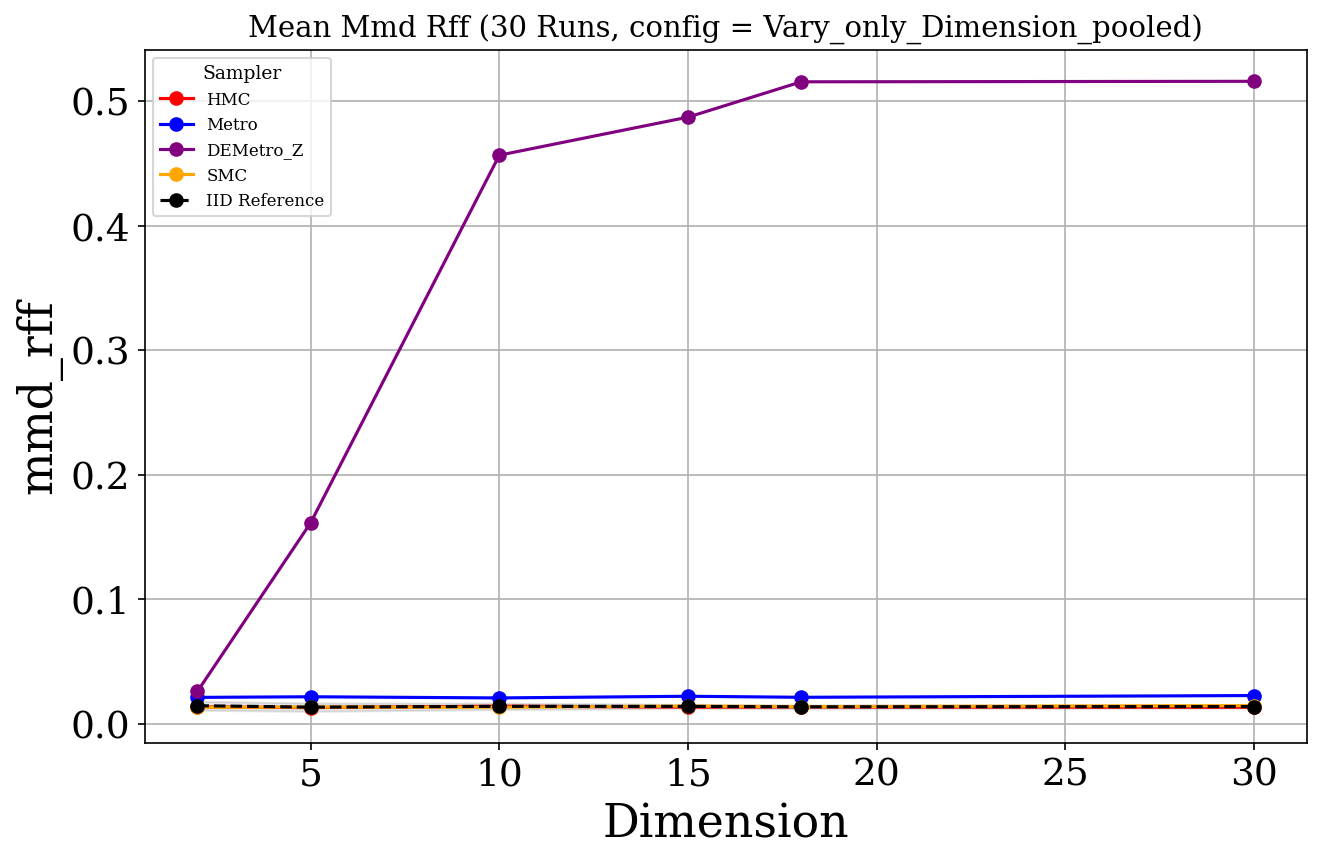 Mean Mmd Rff (30 Runs, config = Vary_only_Dimension_pooled)
Sampler
HMC
Metro
DEMetro_Z
SMC
IID Reference
mmd_rff
0.5
0.4
0.3
0.2
0.1
0.0
5 10 15 20 25 30
Dimension